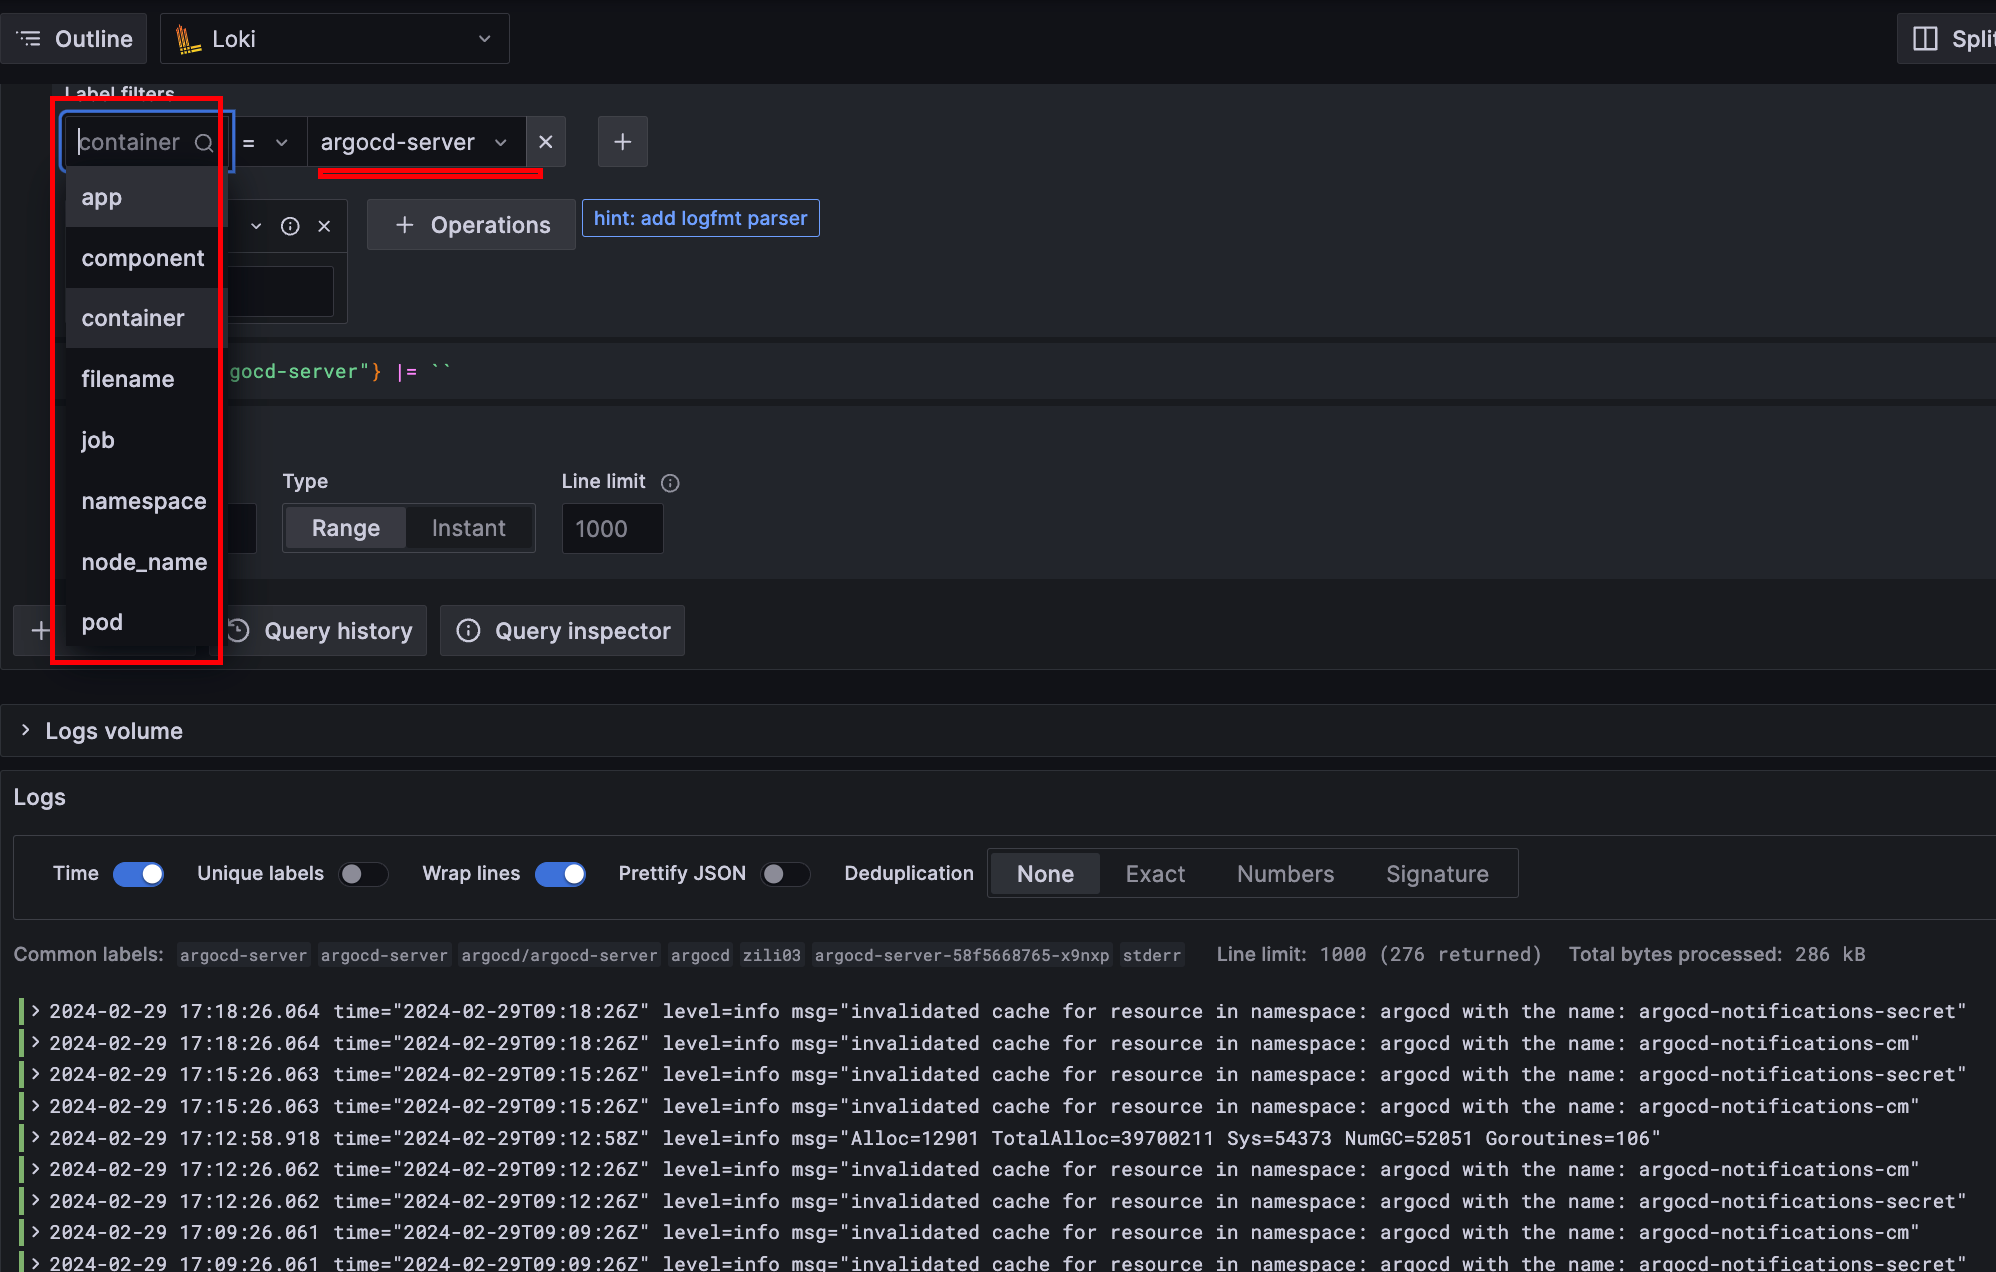 Outline
Loki
Split
Label filters
container = argocd-server
app
component
container
filename
job
namespace
node_name
pod
Operations
hint: add logfmt parser
gocd-server"} |= ``
Type
Line limit
Range Instant
1000
Query history
Query inspector
Logs volume
Logs
Time Unique labels Wrap lines Prettify JSON Deduplication None Exact Numbers Signature
Common labels: argocd-server argocd-server argocd/argocd-server argocd zili03 argocd-server-58f5668765-x9nxp stderr Line limit: 1000 (276 returned) Total bytes processed: 286 kB
2024-02-29 17:18:26.064 time="2024-02-29T09:18:26Z" level=info msg="invalidated cache for resource in namespace: argocd with the name: argocd-notifications-secret"
2024-02-29 17:18:26.064 time="2024-02-29T09:18:26Z" level=info msg="invalidated cache for resource in namespace: argocd with the name: argocd-notifications-cm"
2024-02-29 17:15:26.063 time="2024-02-29T09:15:26Z" level=info msg="invalidated cache for resource in namespace: argocd with the name: argocd-notifications-secret"
2024-02-29 17:15:26.063 time="2024-02-29T09:15:26Z" level=info msg="invalidated cache for resource in namespace: argocd with the name: argocd-notifications-cm"
2024-02-29 17:12:58.918 time="2024-02-29T09:12:58Z" level=info msg="Alloc=12901 TotalAlloc=39700211 Sys=54373 NumGC=52051 Goroutines=106"
2024-02-29 17:12:26.062 time="2024-02-29T09:12:26Z" level=info msg="invalidated cache for resource in namespace: argocd with the name: argocd-notifications-cm"
2024-02-29 17:12:26.062 time="2024-02-29T09:12:26Z" level=info msg="invalidated cache for resource in namespace: argocd with the name: argocd-notifications-secret"
2024-02-29 17:09:26.061 time="2024-02-29T09:09:26Z" level=info msg="invalidated cache for resource in namespace: argocd with the name: argocd-notifications-cm"
2024-02-29 17:09:26.061 time="2024-02-29T09:09:26Z" level=info msg="invalidated cache for resource in namespace: argocd with the name: argocd-notifications-secret"